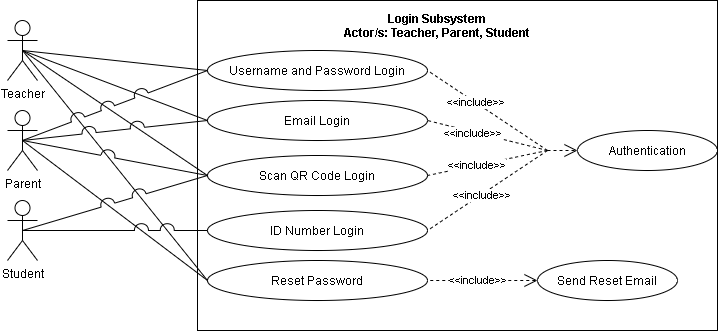 Login Subsystem
Actor/s: Teacher, Parent, Student
Teacher
Parent
Student
Username and Password Login
Email Login
Scan QR Code Login
ID Number Login
Reset Password
<<include>>
<<include>>
<<include>>
<<include>>
<<include>>
Authentication
Send Reset Email